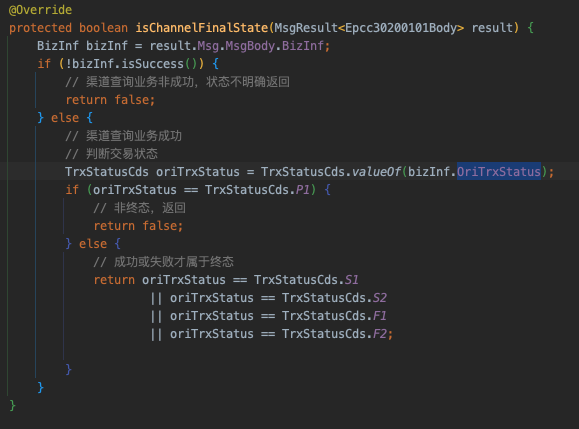 @Override
protected boolean isChannelFinalState(MsgResult<Epcc30200101Body> result) {
BizInf bizInf = result.Msg.MsgBody.BizInf;
if (!bizInf.isSuccess()) {
// 渠道查询业务非成功，状态不明确返回
return false;
} else {
// 渠道查询业务成功
// 判断交易状态
TrxStatusCds oriTrxStatus = TrxStatusCds.valueOf(bizInf.OriTrxStatus);
if (oriTrxStatus == TrxStatusCds.P1) {
// 非终态，返回
return false;
} else {
// 成功或失败才属于终态
return oriTrxStatus == TrxStatusCds.S1
|| oriTrxStatus == TrxStatusCds.S2
|| oriTrxStatus == TrxStatusCds.F1
|| oriTrxStatus == TrxStatusCds.F2;
}
}
}